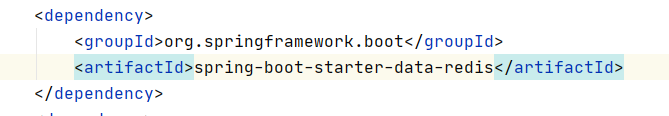 <dependency>
<groupId>org.springframework.boot</groupId>
<artifactId>spring-boot-starter-data-redis</artifactId>
</dependency>